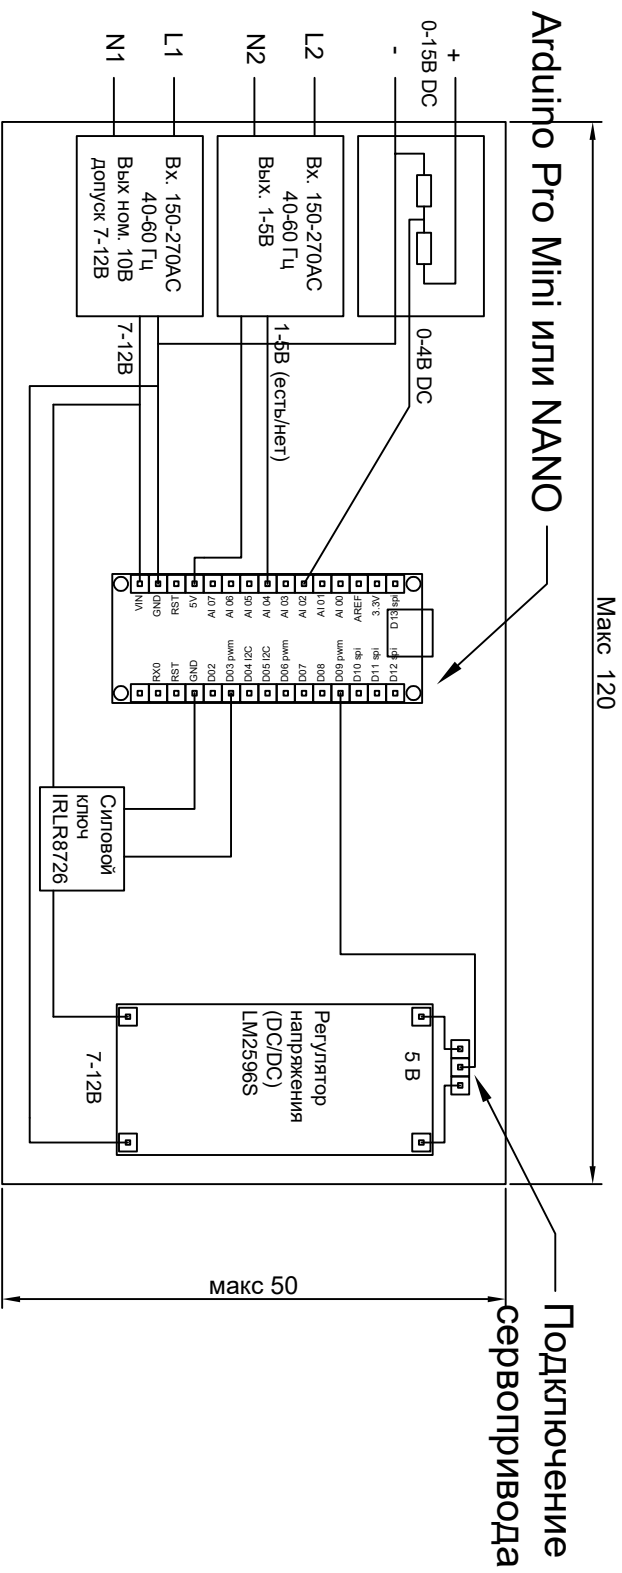 Arduino Pro Mini или NANO
Подключение
сервопривода
Макс 120
макс 50
+
0-15В DC
-
L2
N2
L1
N1
0-4В DC
Вх. 150-270AC
40-60 Гц
Вых. 1-5В
1-5В (есть/нет)
Вх. 150-270AC
40-60 Гц
Вых ном. 10В
допуск 7-12В
7-12В
D13 spi
3.3V
AREF
AI 00
AI 01
AI 02
AI 03
AI 04
AI 05
AI 06
AI 07
5V
RST
GND
VIN
D12 spi
D11 spi
D10 spi
D09 pwm
D08
D07
D06 pwm
D05 I2C
D04 I2C
D03 pwm
D02
GND
RST
RX0
Силовой
ключ
IRLR8726
5 В
Регулятор
напряжения
(DC/DC)
LM2596S
7-12В